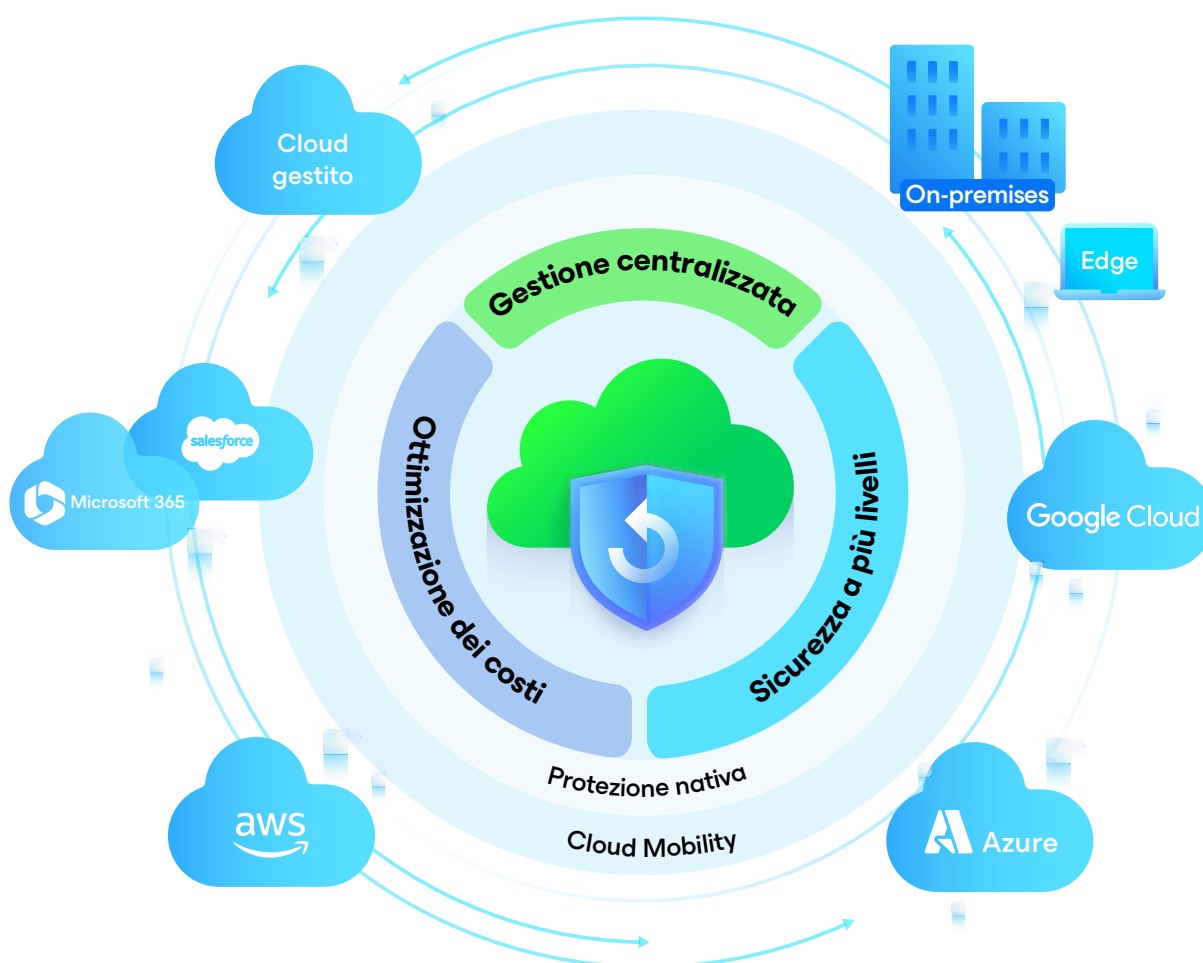 Cloud
gestito
On-premises
Edge
Gestione centralizzata
Ottimizzazione dei costi
Sicurezza a più livelli
salesforce
Microsoft 365
Google Cloud
Protezione nativa
Cloud Mobility
aws
Azure